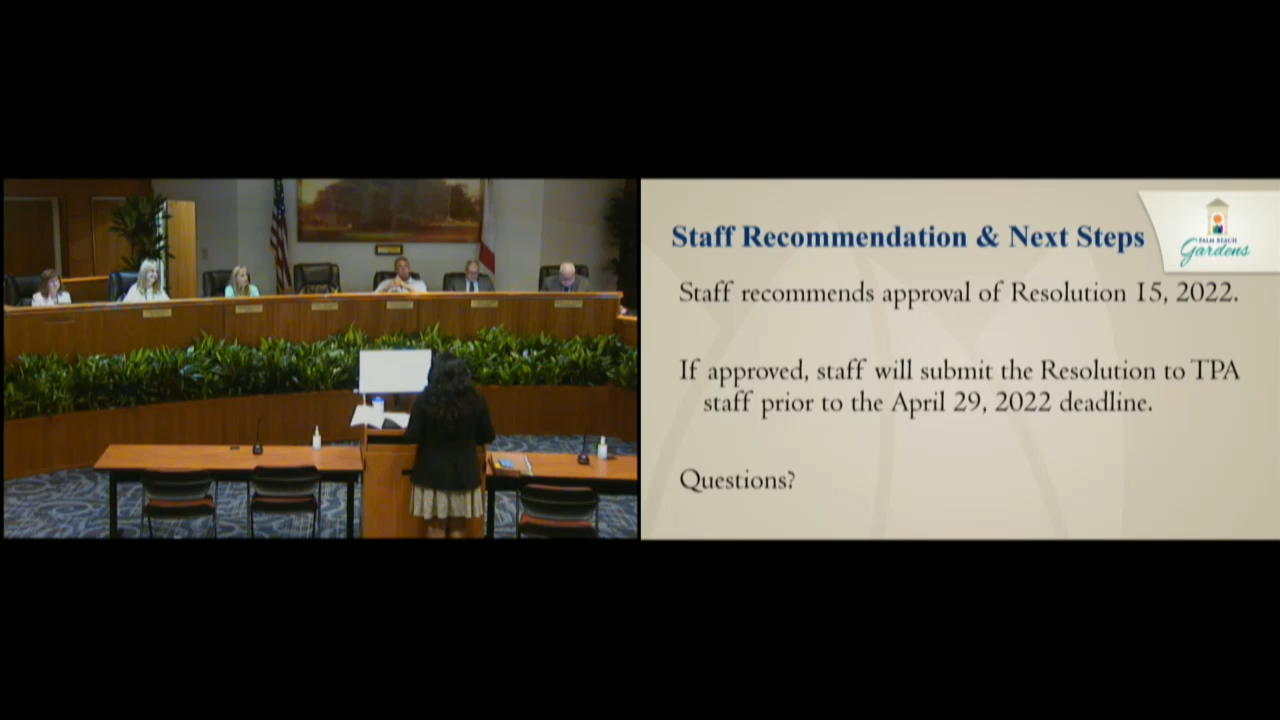 Staff Recommendation & Next Steps
PALM BEACH
Gardens
Staff recommends approval of Resolution 15, 2022.
If approved, staff will submit the Resolution to TPA
staff prior to the April 29, 2022 deadline.
Questions?